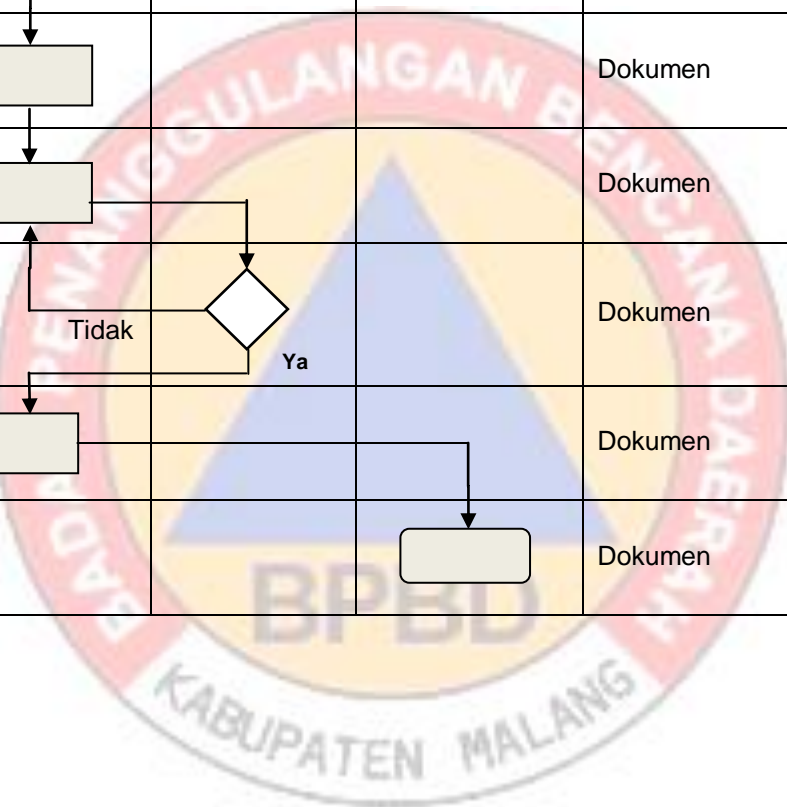 Dokumen
Dokumen
Dokumen
Tidak
Ya
Dokumen
Dokumen
BADAN PENANGGULANGAN BENCANA DAERAH
BPBD
KABUPATEN MALANG